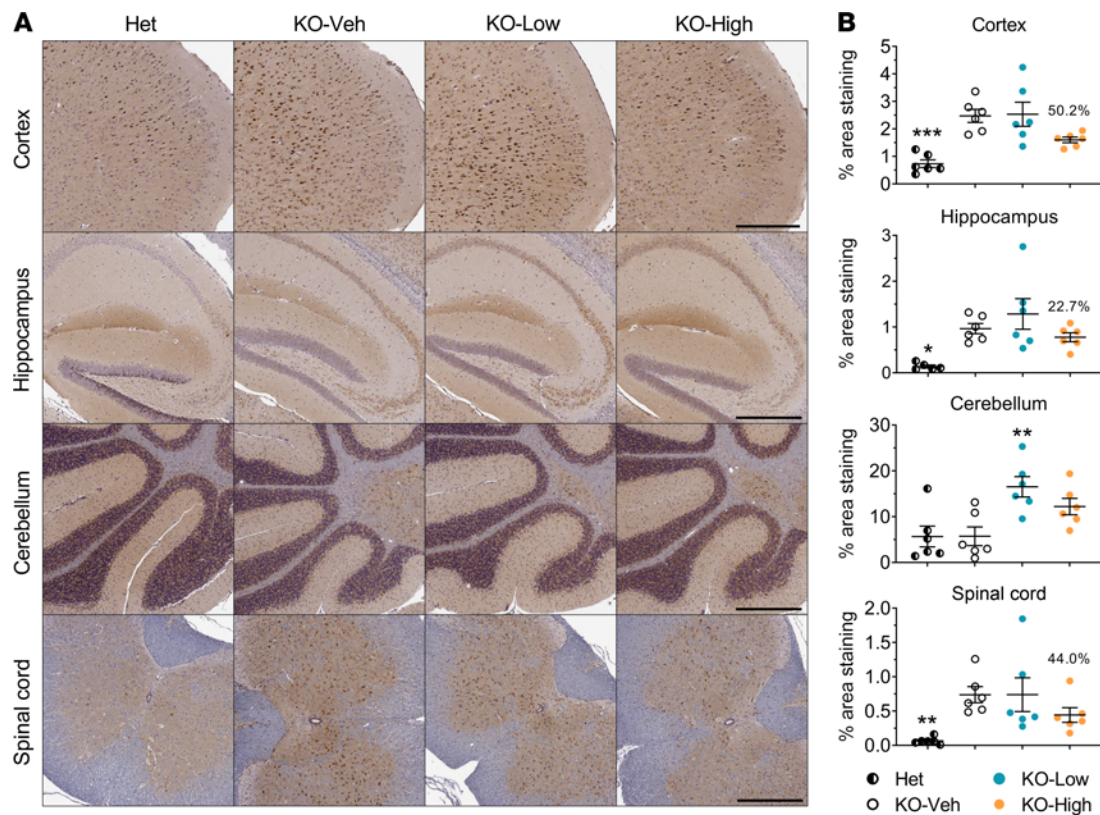 A
Het
KO-Veh
KO-Low
KO-High
Cortex
Hippocampus
Cerebellum
Spinal cord
B
Cortex
% area staining
5
4
3
2
1
0
***
50.2%
Hippocampus
% area staining
3
2
1
0
*
22.7%
Cerebellum
% area staining
30
20
10
0
**
Spinal cord
% area staining
2.0
1.5
1.0
0.5
0.0
**
44.0%
Het
KO-Low
KO-Veh
KO-High